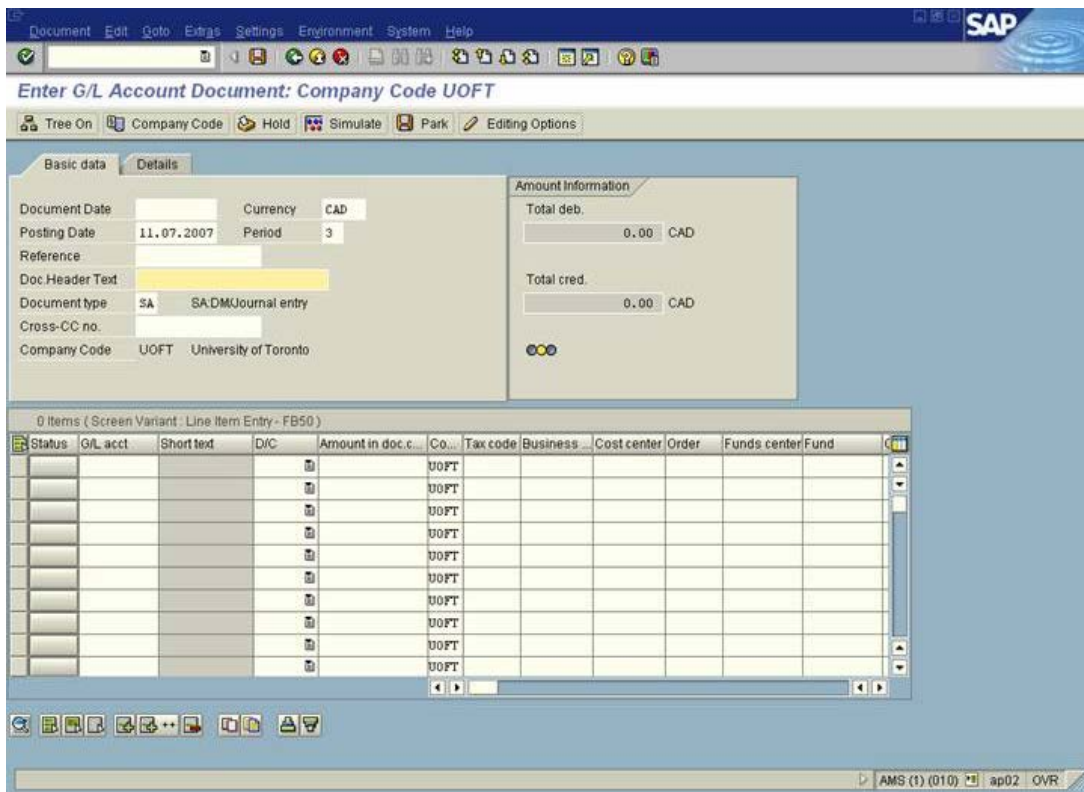 Document Edit Goto Extras Settings Environment System Help
SAP
Enter G/L Account Document: Company Code UOFT
Tree On Company Code Hold Simulate Park Editing Options
Basic data Details
Amount Information
Document Date Currency CAD
Total deb.
Posting Date 11.07.2007 Period 3
0.00 CAD
Reference
Doc.Header Text
Total cred.
Document type SA SA:DM/Journal entry
0.00 CAD
Cross-CC no.
Company Code UOFT University of Toronto
0 Items ( Screen Variant : Line Item Entry - FB50 )
Status G/L acct Short text D/C Amount in doc.c... Co... Tax code Business ... Cost center Order Funds center Fund
UOFT
UOFT
UOFT
UOFT
UOFT
UOFT
UOFT
UOFT
UOFT
UOFT
AMS (1) (010) ap02 OVR